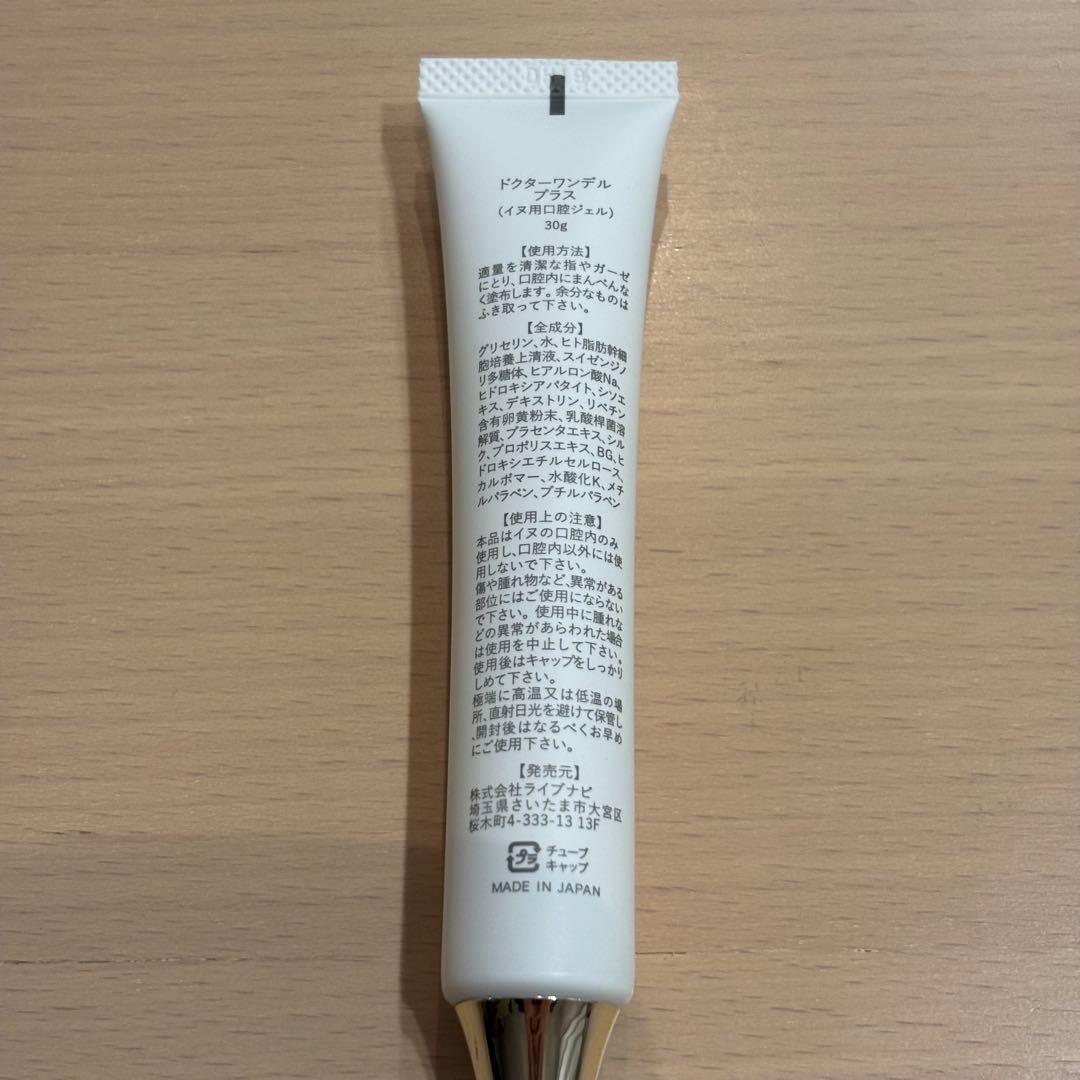 ドクターワンデル
プラス
(イヌ用口腔ジェル)
30g
【使用方法】
適量を清潔な指やガーゼ
にとり、口腔内にまんべんな
く塗布します。余分なものは
ふき取って下さい。
【全成分】
グリセリン、水、ヒト脂肪幹細
胞培養上清液、スイゼンジノ
リ多糖体、ヒアルロン酸Na、
ヒドロキシアパタイト、シソエ
キス、デキストリン、リベチン
含有卵黄粉末、乳酸桿菌溶
解質、プラセンタエキス、シル
ク、プロポリスエキス、BG、ヒ
ドロキシエチルセルロース、
カルボマー、水酸化K、メチ
ルパラベン、ブチルパラベン
【使用上の注意】
本品はイヌの口腔内のみ
使用し、口腔内以外には使
用しないで下さい。
傷や腫れ物など、異常がある
部位にはご使用にならない
で下さい。使用中に腫れな
どの異常があらわれた場合
は使用を中止して下さい。
使用後はキャップをしっかり
しめて下さい。
極端に高温又は低温の場
所、直射日光を避けて保管し
、開封後はなるべくお早め
にご使用下さい。
【発売元】
株式会社ライブナビ
埼玉県さいたま市大宮区
桜木町4-333-13 13F
プラ チューブ
キャップ
MADE IN JAPAN